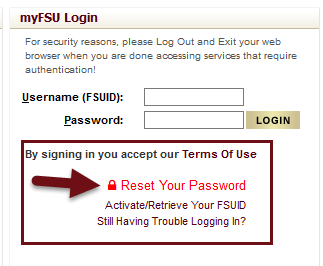 myFSU Login
For security reasons, please Log Out and Exit your web
browser when you are done accessing services that require
authentication!
Username (FSUID):
Password:
LOGIN
By signing in you accept our Terms Of Use
Reset Your Password
Activate/Retrieve Your FSUID
Still Having Trouble Logging In?